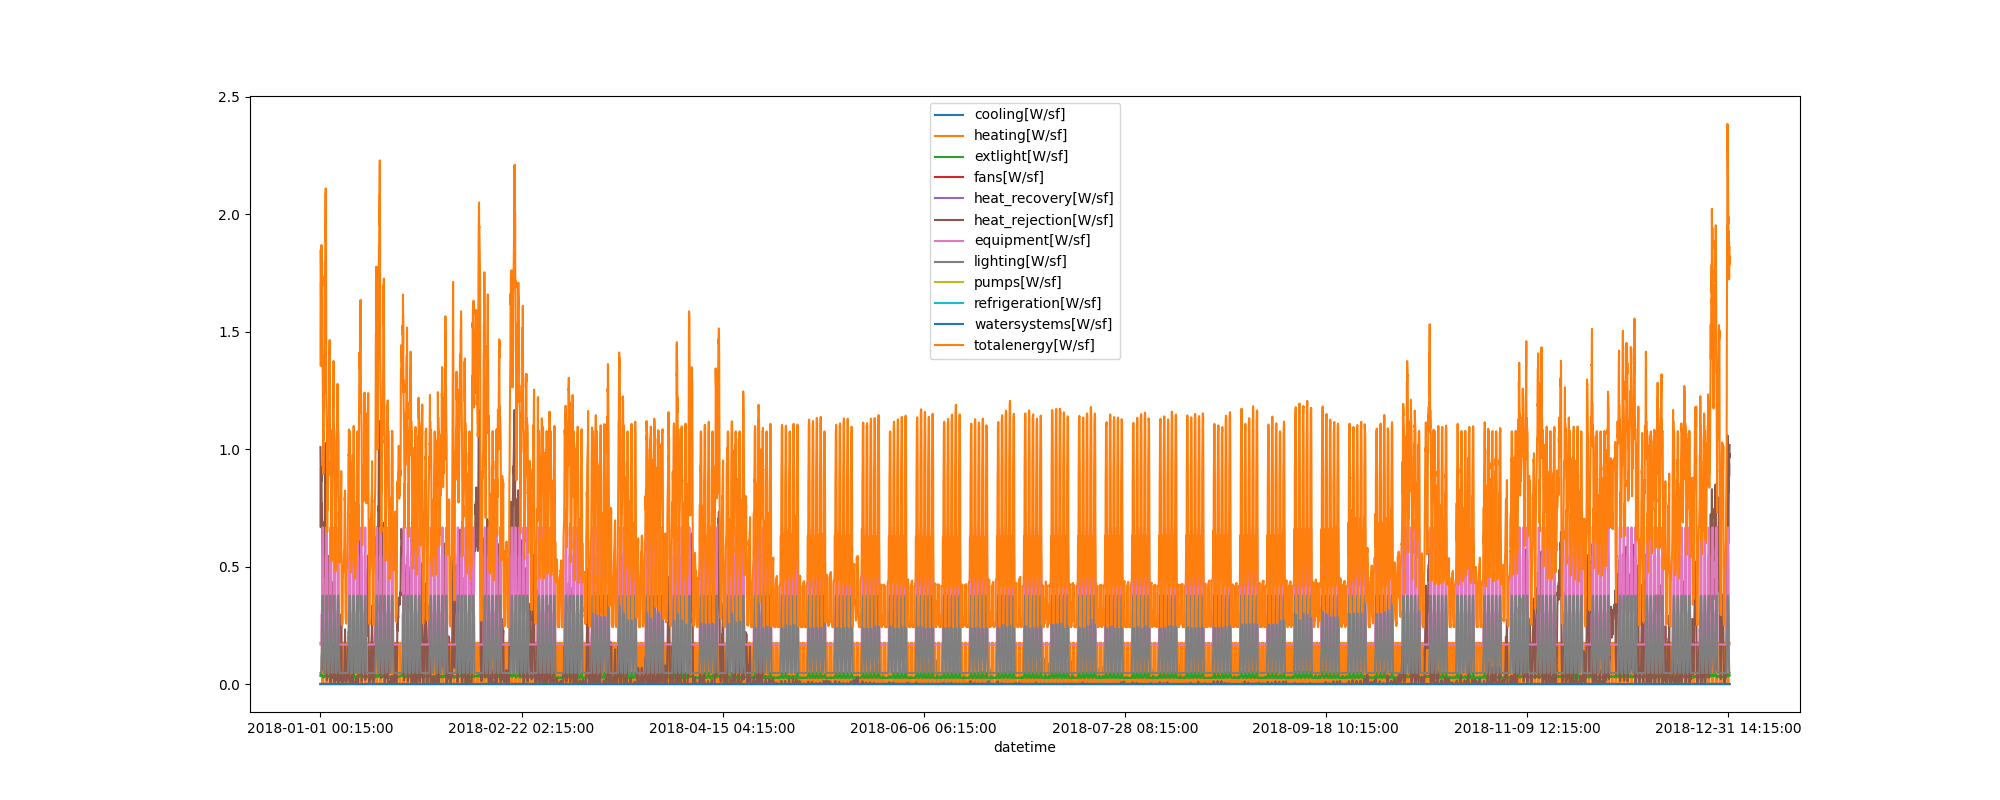 2.5
2.0
1.5
1.0
0.5
0.0
cooling[W/sf]
heating[W/sf]
extlight[W/sf]
fans[W/sf]
heat_recovery[W/sf]
heat_rejection[W/sf]
equipment[W/sf]
lighting[W/sf]
pumps[W/sf]
refrigeration[W/sf]
watersystems[W/sf]
totalenergy[W/sf]
2018-01-01 00:15:00
2018-02-22 02:15:00
2018-04-15 04:15:00
2018-06-06 06:15:00
2018-07-28 08:15:00
2018-09-18 10:15:00
2018-11-09 12:15:00
2018-12-31 14:15:00
datetime